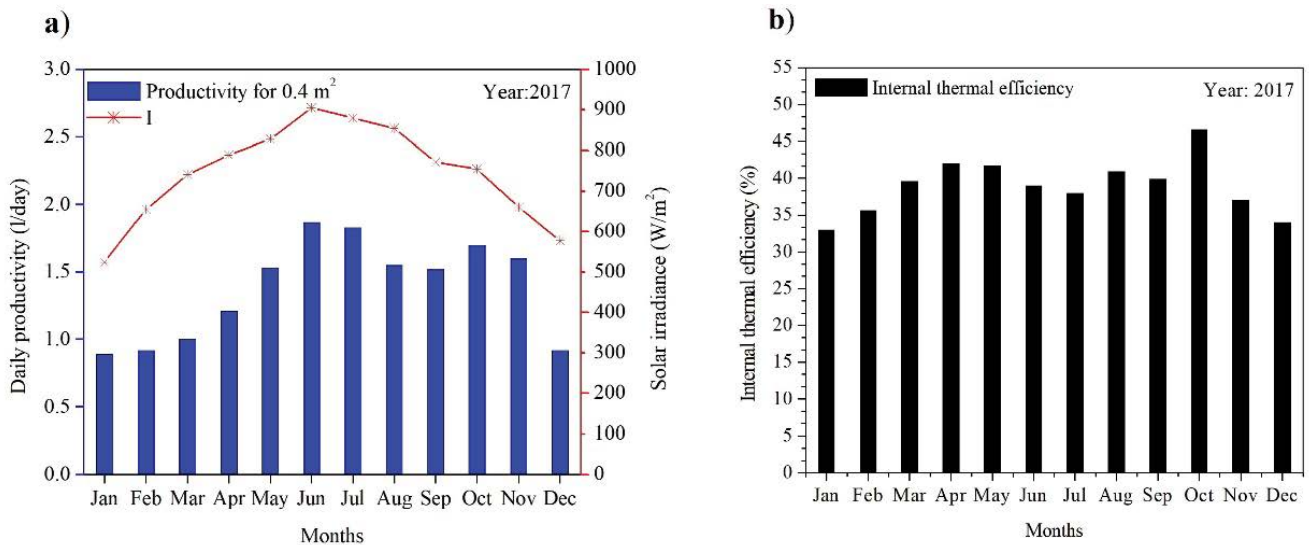 a)
3.0
2.5
2.0
1.5
1.0
0.5
0.0
Daily productivity (l/day)
Productivity for 0.4 m²
I
Year:2017
1000
900
800
700
600
500
400
300
200
100
0
Solar irradiance (W/m²)
Jan Feb Mar Apr May Jun Jul Aug Sep Oct Nov Dec
Months
b)
55
50
45
40
35
30
25
20
15
10
5
0
Internal thermal efficiency (%)
Internal thermal efficiency
Year: 2017
Jan Feb Mar Apr May Jun Jul Aug Sep Oct Nov Dec
Months